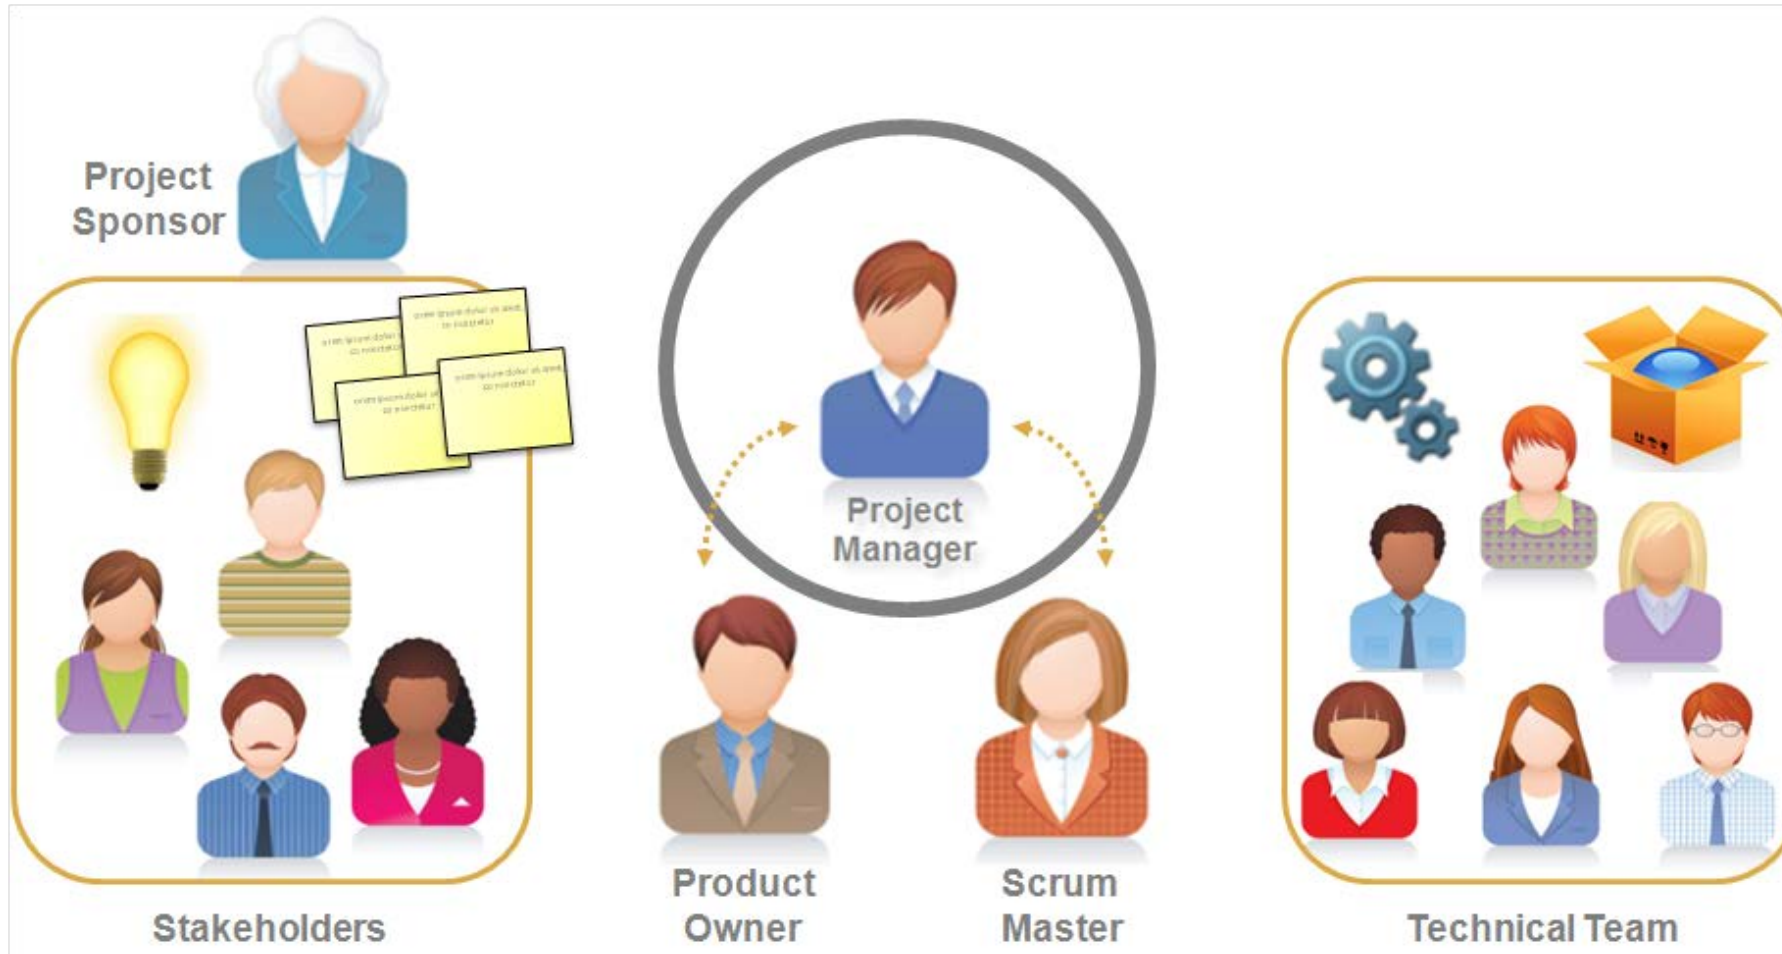 Project
Sponsor
Project
Manager
Product
Owner
Scrum
Master
Stakeholders
Technical Team